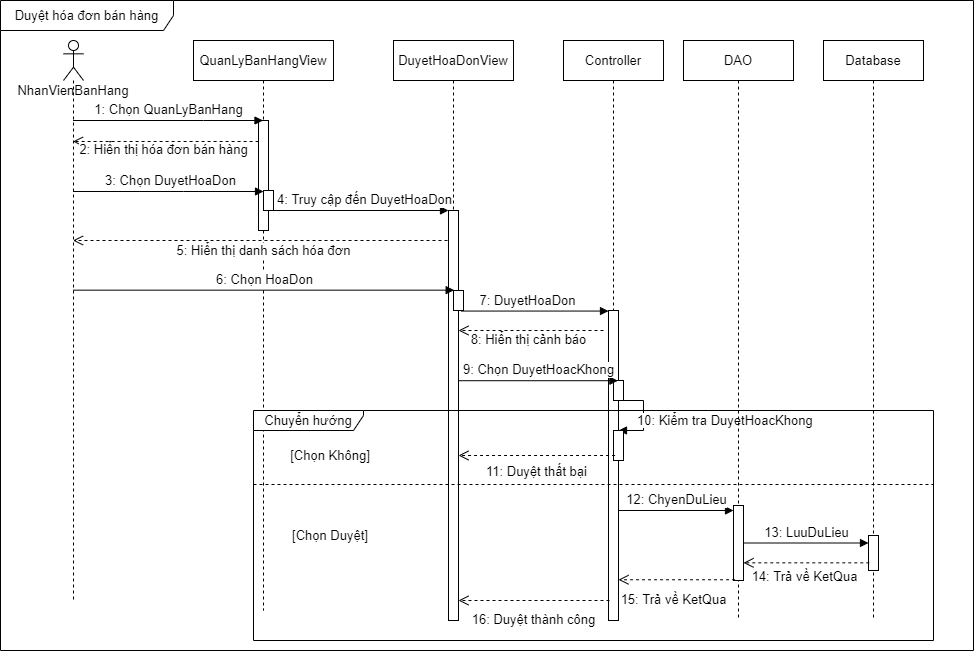 Duyệt hóa đơn bán hàng
NhanVienBanHang
QuanLyBanHangView
DuyetHoaDonView
Controller
DAO
Database
1: Chọn QuanLyBanHang
2: Hiển thị hóa đơn bán hàng
3: Chọn DuyetHoaDon
4: Truy cập đến DuyetHoaDon
5: Hiển thị danh sách hóa đơn
6: Chọn HoaDon
7: DuyetHoaDon
8: Hiển thị cảnh báo
9: Chọn DuyetHoacKhong
Chuyển hướng
10: Kiểm tra DuyetHoacKhong
[Chọn Không]
11: Duyệt thất bại
12: ChyenDuLieu
[Chọn Duyệt]
13: LuuDuLieu
14: Trả về KetQua
15: Trả về KetQua
16: Duyệt thành công